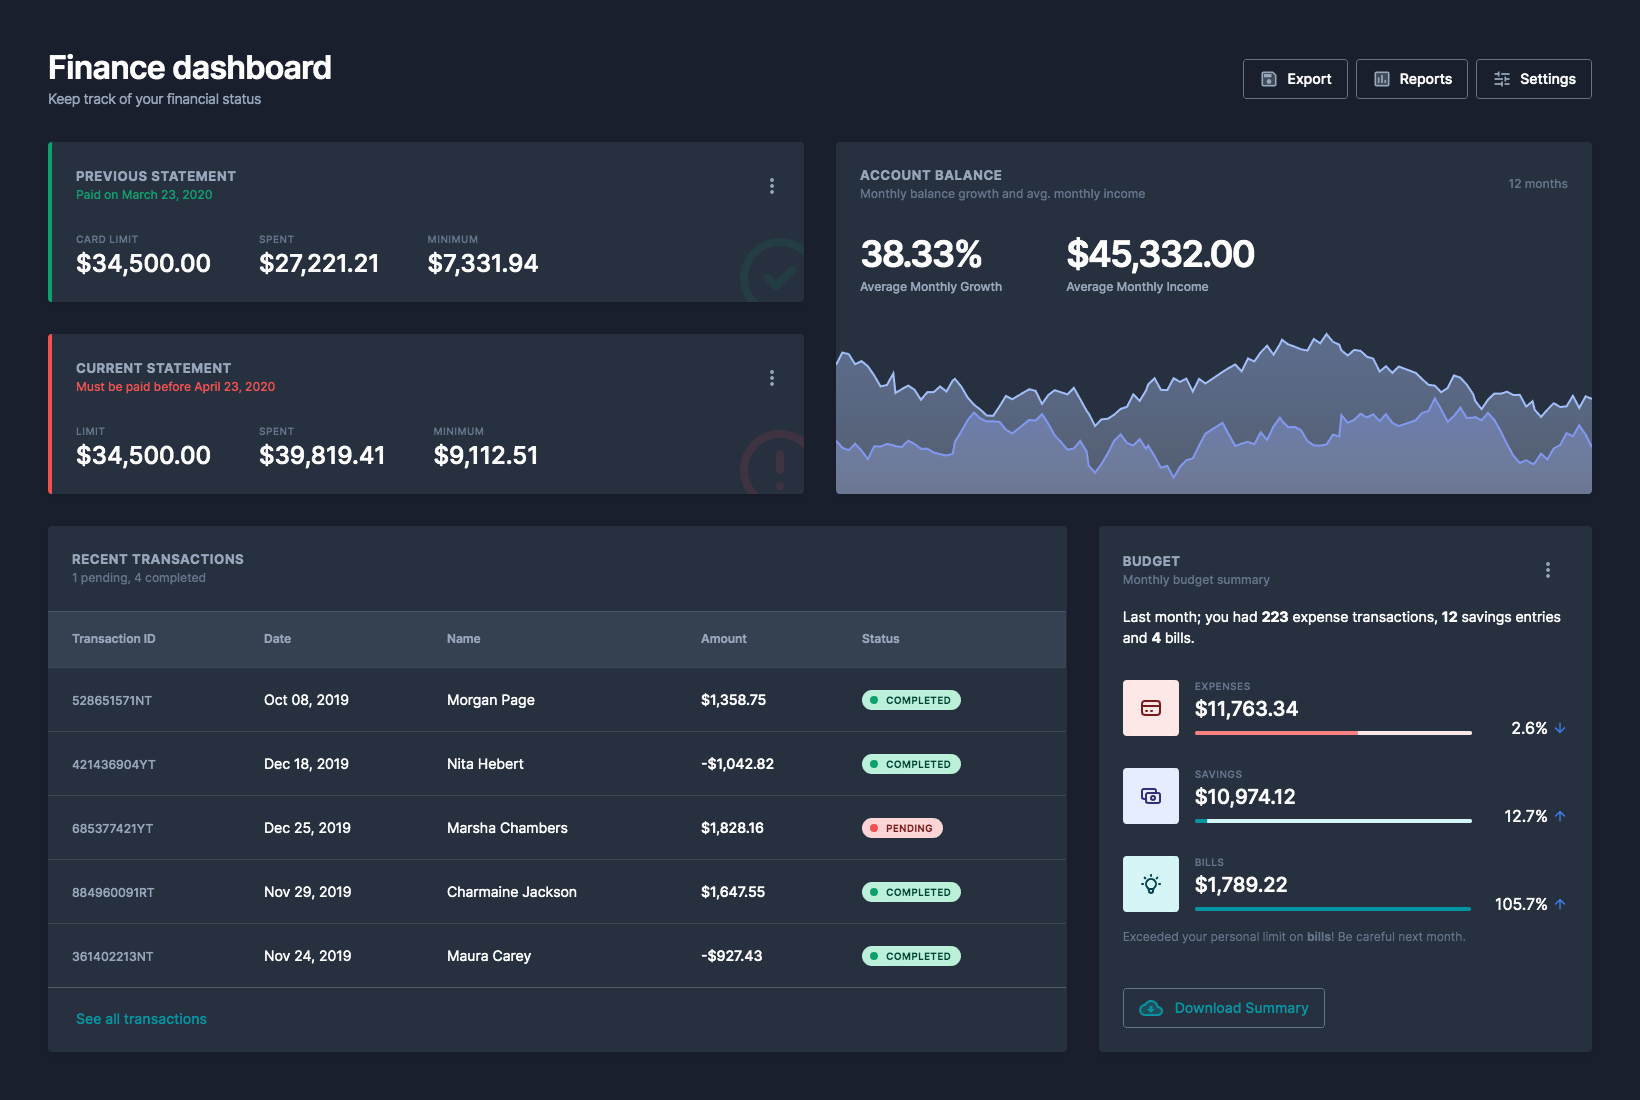 Finance dashboard
Keep track of your financial status
Export
Reports
Settings
PREVIOUS STATEMENT
Paid on March 23, 2020
CARD LIMIT
$34,500.00
SPENT
$27,221.21
MINIMUM
$7,331.94
CURRENT STATEMENT
Must be paid before April 23, 2020
LIMIT
$34,500.00
SPENT
$39,819.41
MINIMUM
$9,112.51
ACCOUNT BALANCE
Monthly balance growth and avg. monthly income
12 months
38.33%
Average Monthly Growth
$45,332.00
Average Monthly Income
RECENT TRANSACTIONS
1 pending, 4 completed
Transaction ID Date Name Amount Status
528651571NT Oct 08, 2019 Morgan Page $1,358.75 COMPLETED
421436904YT Dec 18, 2019 Nita Hebert -$1,042.82 COMPLETED
685377421YT Dec 25, 2019 Marsha Chambers $1,828.16 PENDING
884960091RT Nov 29, 2019 Charmaine Jackson $1,647.55 COMPLETED
361402213NT Nov 24, 2019 Maura Carey -$927.43 COMPLETED
See all transactions
BUDGET
Monthly budget summary
Last month; you had 223 expense transactions, 12 savings entries
and 4 bills.
EXPENSES
$11,763.34
2.6%
SAVINGS
$10,974.12
12.7%
BILLS
$1,789.22
105.7%
Exceeded your personal limit on bills! Be careful next month.
Download Summary